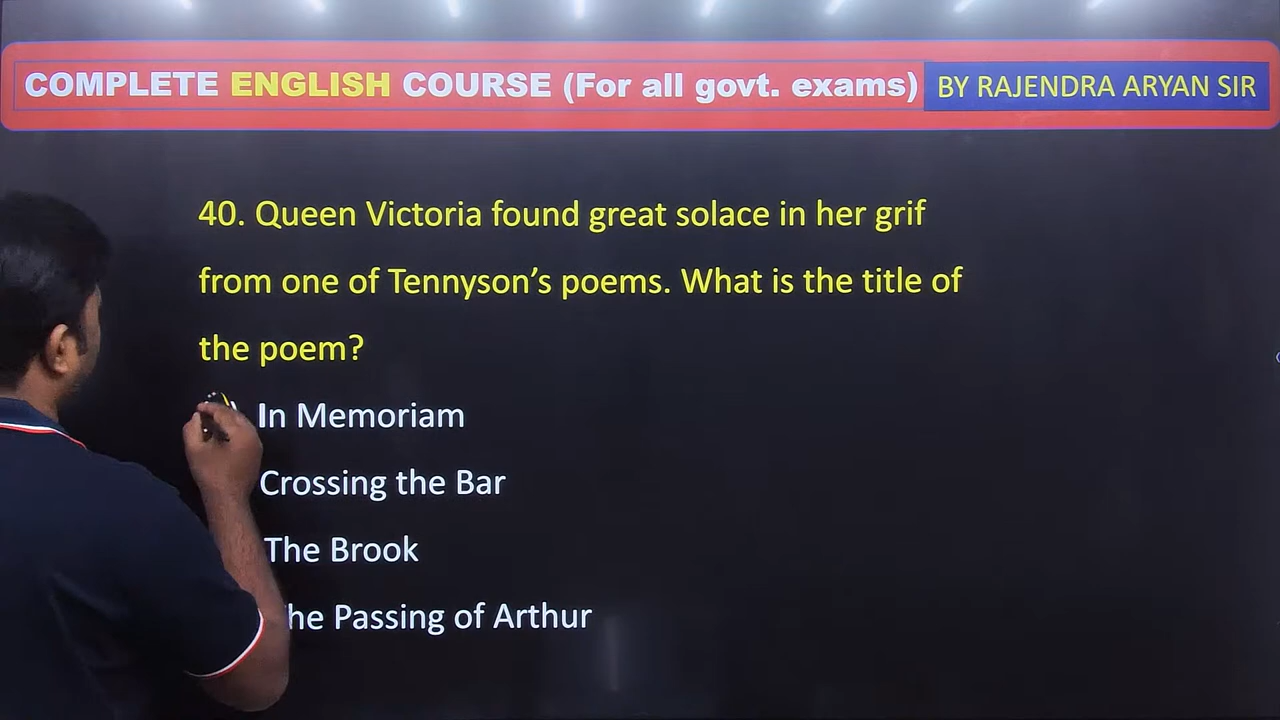 COMPLETE ENGLISH COURSE (For all govt. exams) BY RAJENDRA ARYAN SIR
40. Queen Victoria found great solace in her grif
from one of Tennyson’s poems. What is the title of
the poem?
In Memoriam
Crossing the Bar
The Brook
The Passing of Arthur